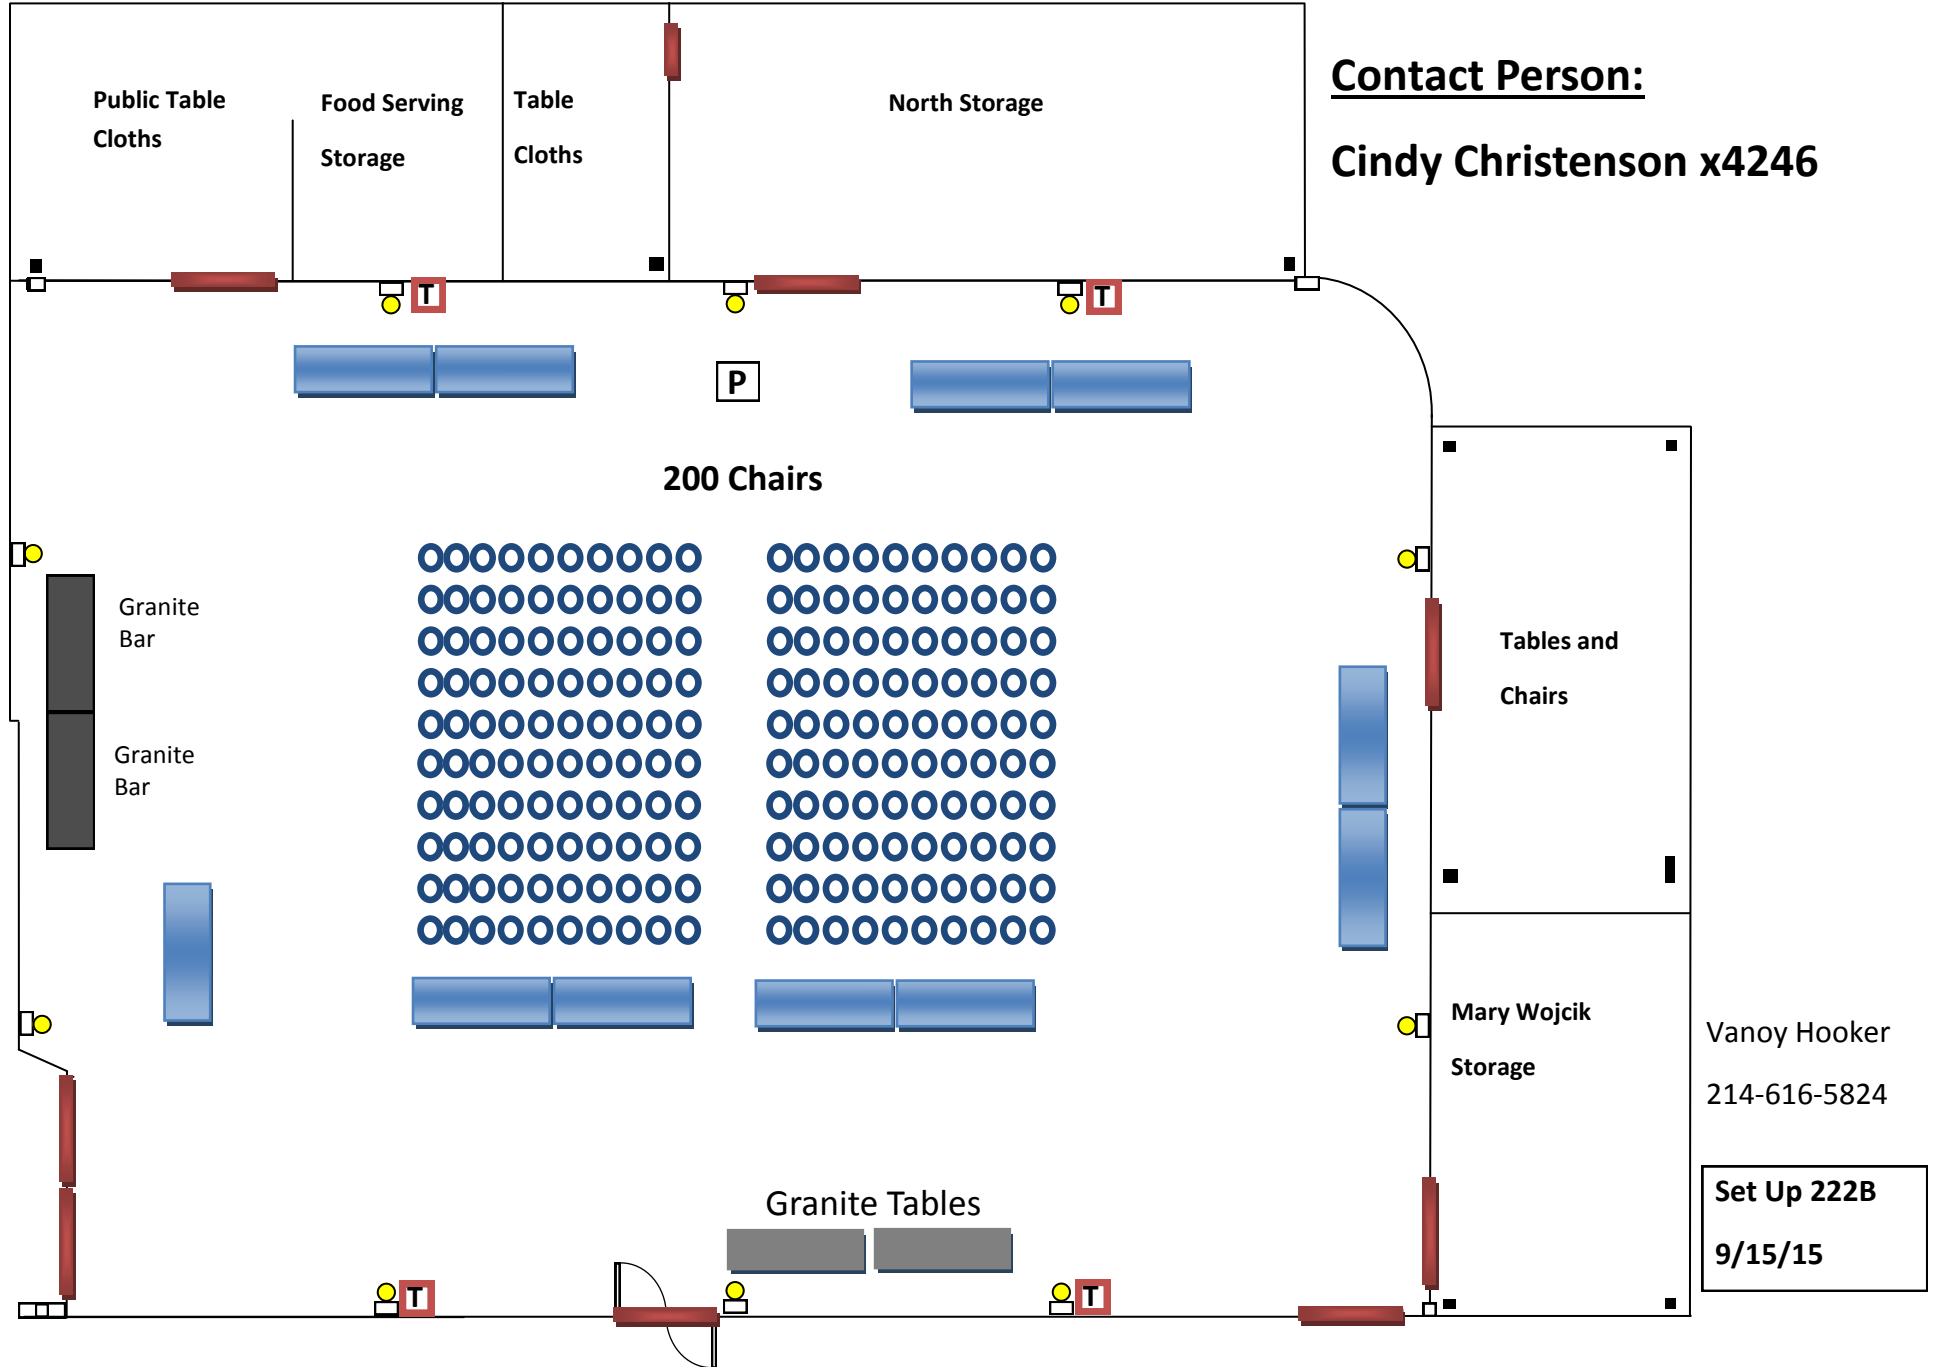 Public Table
Cloths
Food Serving
Storage
Table
Cloths
North Storage
Contact Person:
Cindy Christenson x4246
T
T
P
200 Chairs
Granite
Bar
Granite
Bar
Tables and
Chairs
Mary Wojcik
Storage
Vanoy Hooker
214-616-5824
Set Up 222B
9/15/15
Granite Tables
T
T